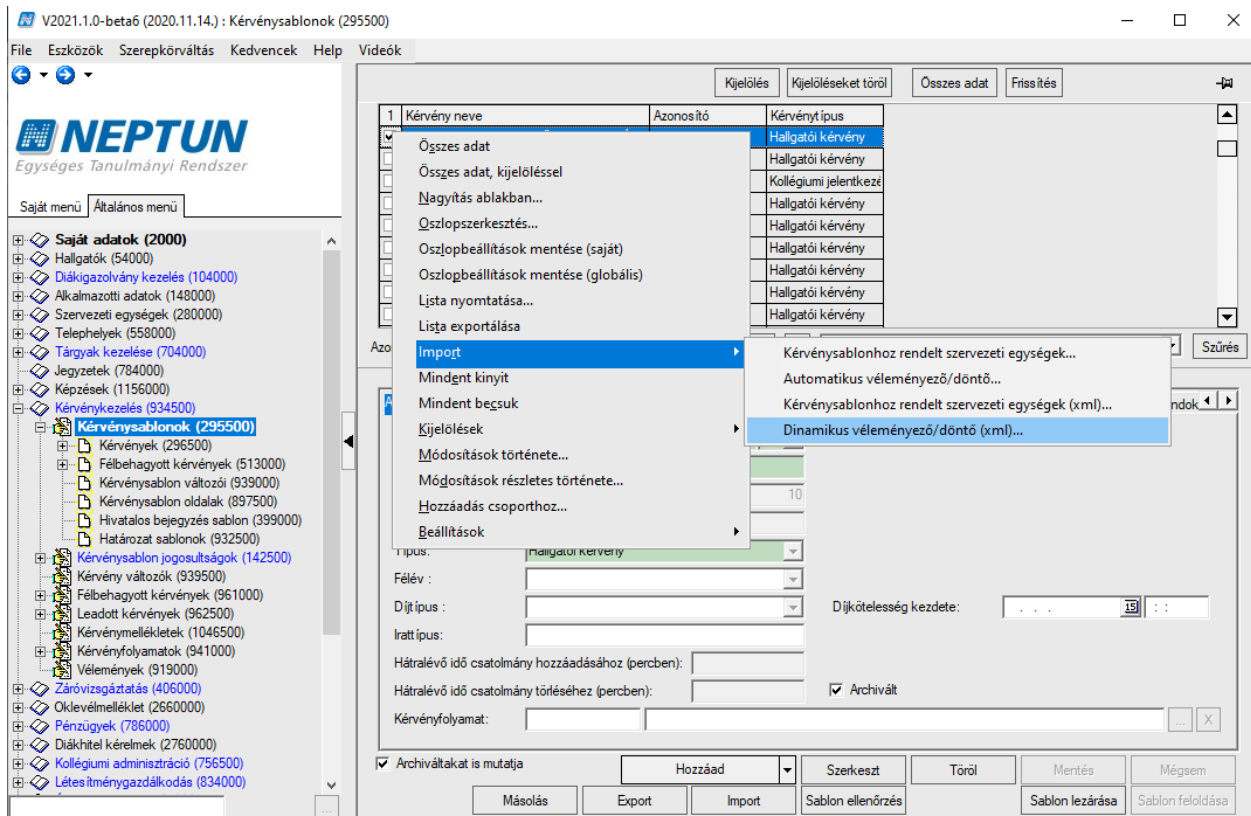 V2021.1.0-beta6 (2020.11.14.) : Kérvénysablonok (295500)
File Eszközök Szerepkörváltás Kedvencek Help Videók
Kijelölés Kijelöléseket töröl Összes adat Frissítés
NEPTUN
Egységes Tanulmányi Rendszer
Saját menü Általános menü
Saját adatok (2000)
Hallgatók (54000)
Diákigazolvány kezelés (104000)
Alkalmazotti adatok (148000)
Szervezeti egységek (280000)
Telephelyek (558000)
Tárgyak kezelése (704000)
Jegyzetek (784000)
Képzések (1156000)
Kérvénykezelés (934500)
Kérvénysablonok (295500)
Kérvények (296500)
Félbehagyott kérvények (513000)
Kérvénysablon változói (939000)
Kérvénysablon oldalak (897500)
Hivatalos bejegyzés sablon (399000)
Határozat sablonok (932500)
Kérvénysablon jogosultságok (142500)
Kérvény változók (939500)
Félbehagyott kérvények (961000)
Leadott kérvények (962500)
Kérvénymellékletek (1046500)
Kérvényfolyamatok (941000)
Vélemények (919000)
Záróvizsgáztatás (406000)
Oklevélmelléklet (2660000)
Pénzügyek (786000)
Diákhitel kérelmek (2760000)
Kollégiumi adminisztráció (756500)
Létesítménygazdálkodás (834000)
...
1 Kérvény neve Azonosító Kérvénytípus
Hallgatói kérvény
Hallgatói kérvény
Kollégiumi jelentkezé
Hallgatói kérvény
Hallgatói kérvény
Hallgatói kérvény
Hallgatói kérvény
Hallgatói kérvény
Hallgatói kérvény
Összes adat
Összes adat, kijelöléssel
Nagyítás ablakban...
Oszlopszerkesztés...
Oszlopbeállítások mentése (saját)
Oszlopbeállítások mentése (globális)
Lista nyomtatása...
Lista exportálása
Import
Mindent kinyit
Mindent becsuk
Kijelölések
Módosítások története...
Módosítások részletes története...
Hozzáadás csoporthoz...
Beállítások
Kérvénysablonhoz rendelt szervezeti egységek...
Automatikus véleményező/döntő...
Kérvénysablonhoz rendelt szervezeti egységek (xml)...
Dinamikus véleményező/döntő (xml)...
Azo
Szűrés
A
ndok
10
Típus: Hallgatói kérvény
Félév :
Díjtípus : Díjkötelesség kezdete: . . . 15 : :
Irattípus:
Hátralévő idő csatolmány hozzáadásához (percben):
Hátralévő idő csatolmány törléséhez (percben): Archivált
Kérvényfolyamat: ... X
Archiváltakat is mutatja Hozzáad Szerkeszt Töröl Mentés Mégsem
Másolás Export Import Sablon ellenőrzés Sablon lezárása Sablon feloldása